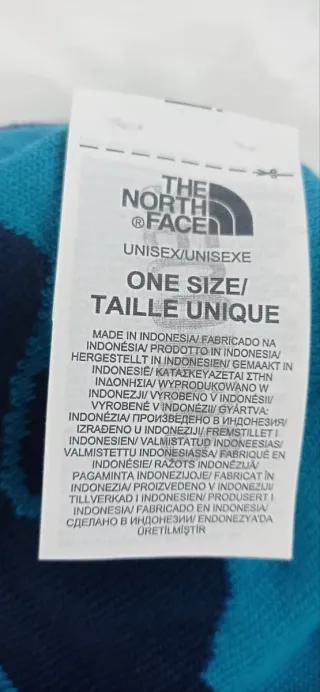 THE
NORTH
®FACE
UNISEX/UNISEXE
ONE SIZE/
TAILLE UNIQUE
MADE IN INDONESIA/ FABRICADO NA
INDONÉSIA/ PRODOTTO IN INDONESIA/
HERGESTELLT IN INDONESIEN/ GEMAAKT IN
INDONESIË/ ΚΑΤΑΣΚΕΥΑΖΕΤΑΙ ΣΤΗΝ
ΙΝΔΟΝΗΣΙΑ/ WYPRODUKOWANO W
INDONEZJI/ VYROBENO V INDONÉSII/
VYROBENÉ V INDONÉZII/ GYÁRTVA:
INDONÉZIA/ ПРОИЗВЕДЕНО В ИНДОНЕЗИЯ/
IZRAĐENO U INDONEZIJI/ FREMSTILLET I
INDONESIEN/ VALMISTATUD INDONEESIAS/
VALMISTETTU INDONESIASSA/ FABRIQUÉ EN
INDONÉSIE/ RAŽOTS INDONĒZIJĀ/
PAGAMINTA INDONEZIJOJE/ FABRICAT ÎN
INDONEZIA/ PROIZVEDENO V INDONEZIJI/
TILLVERKAD I INDONESIEN/ PRODUSERT I
INDONESIA/ FABRICADO EN INDONESIA/
СДЕЛАНО В ИНДОНЕЗИИ/ ENDONEZYA'DA
ÜRETİLMİŞTİR